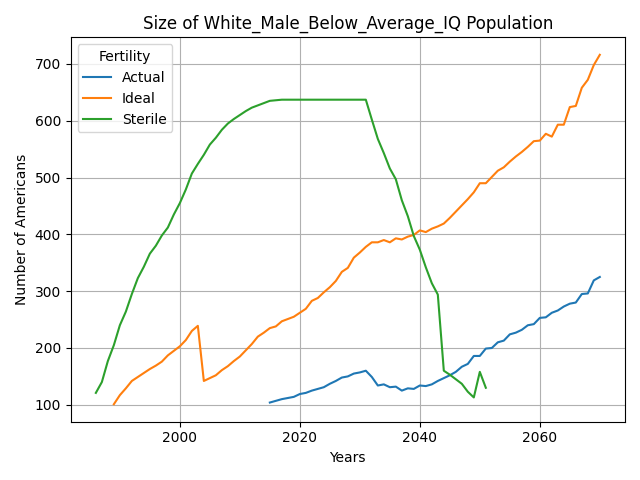 Size of White_Male_Below_Average_IQ Population
Fertility
Actual
Ideal
Sterile
Number of Americans
700
600
500
400
300
200
100
2000
2020
2040
2060
Years